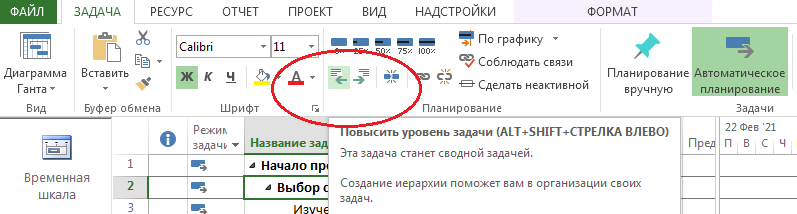 ФАЙЛ ЗАДАЧА РЕСУРС ОТЧЕТ ПРОЕКТ ВИД НАДСТРОЙКИ ФОРМАТ
Диаграмма Ганта
Вид
Вставить
Буфер обмена
Calibri 11
Ж К Ч А
Шрифт
0% 25% 50% 75% 100%
По графику
Соблюдать связи
Сделать неактивной
Планирование
Планирование вручную
Автоматическое планирование
Задачи
Временная шкала
Режим задачи
Название зад
Пред
22 Фев '21
П В С Ч П С В
1 Начало про
2 Выбор с
3 Изуче
Повысить уровень задачи (ALT+SHIFT+СТРЕЛКА ВЛЕВО)
Эта задача станет сводной задачей.
Создание иерархии поможет вам в организации своих
задач.